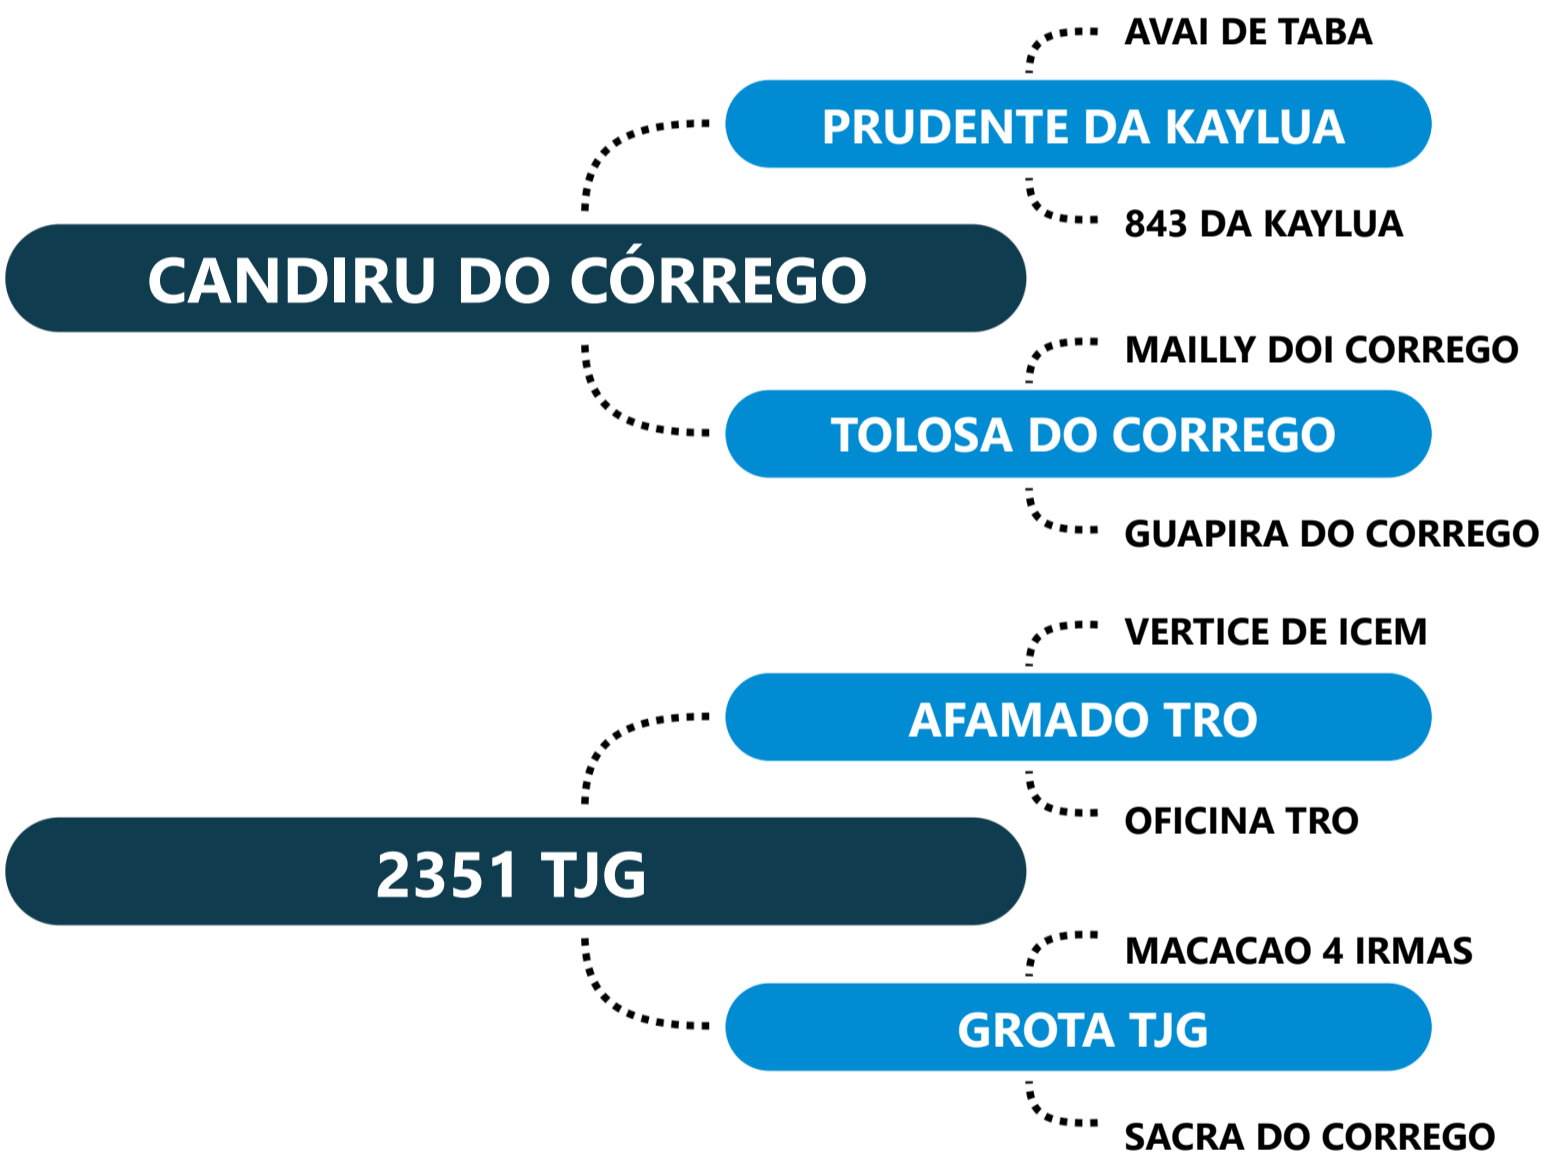 AVAI DE TABA
PRUDENTE DA KAYLUA
843 DA KAYLUA
CANDIRU DO CÓRREGO
MAILLY DOI CORREGO
TOLOSA DO CORREGO
GUAPIRA DO CORREGO
VERTICE DE ICEM
AFAMADO TRO
OFICINA TRO
2351 TJG
MACACAO 4 IRMAS
GROTA TJG
SACRA DO CORREGO